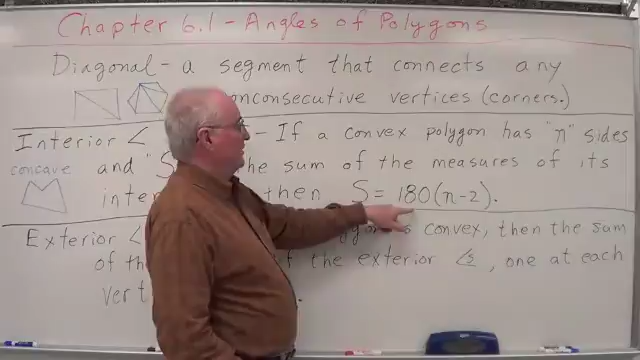 Chapter 6.1 - Angles of Polygons
Diagonal - a segment that connects any
nonconsecutive vertices (corners.)
Interior ∠ - If a convex polygon has "n" sides
concave and "S the sum of the measures of its
inter then S = 180(n-2).
Exterior ∠ is convex, then the sum
of th of the exterior ∠s, one at each
vert